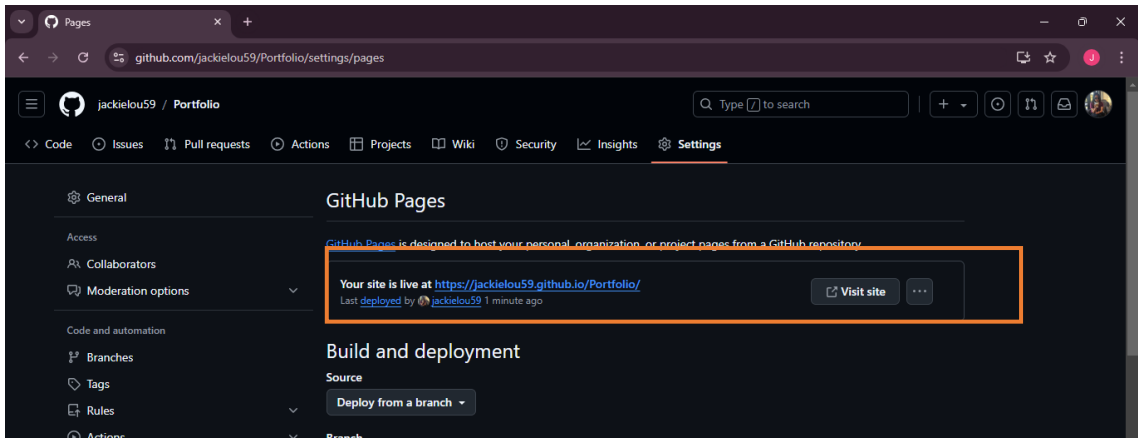 Pages
github.com/jackielou59/Portfolio/settings/pages
J
jackielou59 / Portfolio
Type / to search
<> Code Issues Pull requests Actions Projects Wiki Security Insights Settings
General
Access
Collaborators
Moderation options
Code and automation
Branches
Tags
Rules
Actions
GitHub Pages
GitHub Pages is designed to host your personal, organization, or project pages from a GitHub repository.
Your site is live at https://jackielou59.github.io/Portfolio/
Last deployed by jackielou59 1 minute ago
Visit site
Build and deployment
Source
Deploy from a branch
Branch